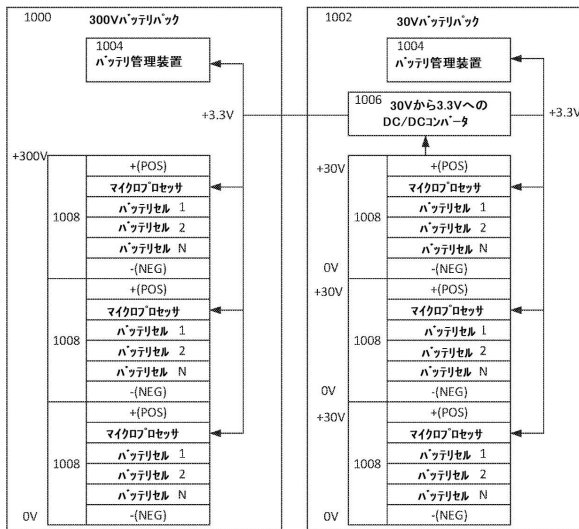 1000 300Vバッテリパック
1004
バッテリ管理装置
+3.3V
+300V
+(POS)
マイクロプロセッサ
バッテリセル 1
1008
バッテリセル 2
バッテリセル N
-(NEG)
+(POS)
マイクロプロセッサ
バッテリセル 1
1008
バッテリセル 2
バッテリセル N
-(NEG)
+(POS)
マイクロプロセッサ
バッテリセル 1
1008
バッテリセル 2
バッテリセル N
0V
-(NEG)
1002 30Vバッテリパック
1004
バッテリ管理装置
1006 30Vから3.3Vへの
DC/DCコンバータ
+3.3V
+30V
+(POS)
マイクロプロセッサ
バッテリセル 1
1008
バッテリセル 2
バッテリセル N
0V
-(NEG)
+30V
+(POS)
マイクロプロセッサ
バッテリセル 1
1008
バッテリセル 2
バッテリセル N
0V
-(NEG)
+30V
+(POS)
マイクロプロセッサ
バッテリセル 1
1008
バッテリセル 2
バッテリセル N
0V
-(NEG)